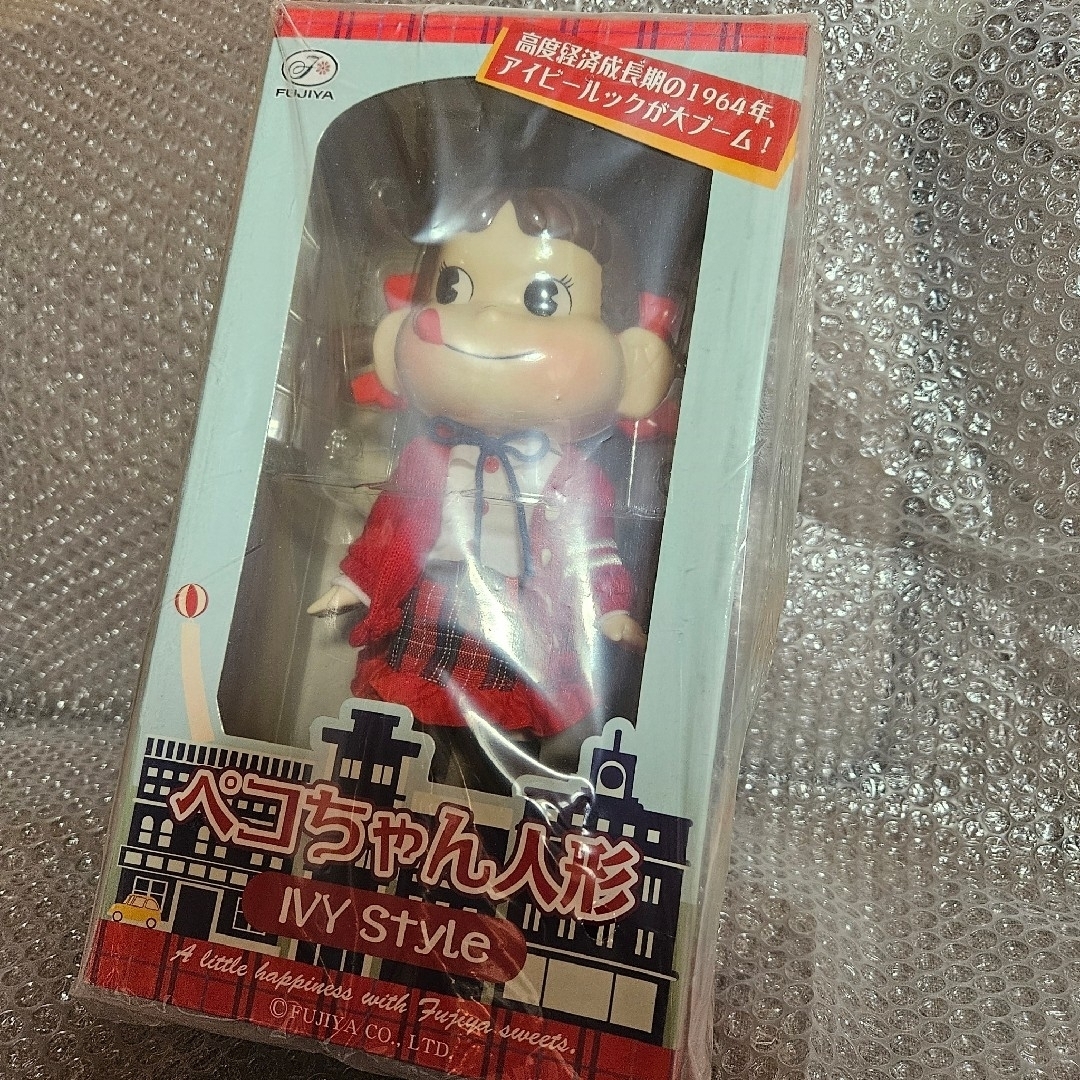 FUJIYA
高度経済成長期の1964年、
アイビールックが大ブーム!
ペコちゃん人形
IVY Style
A little happiness with Fujiya sweets.
©FUJIYA CO., LTD.